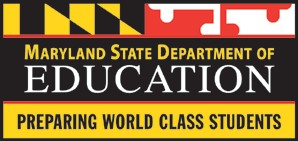 MARYLAND STATE DEPARTMENT OF
EDUCATION
PREPARING WORLD CLASS STUDENTS